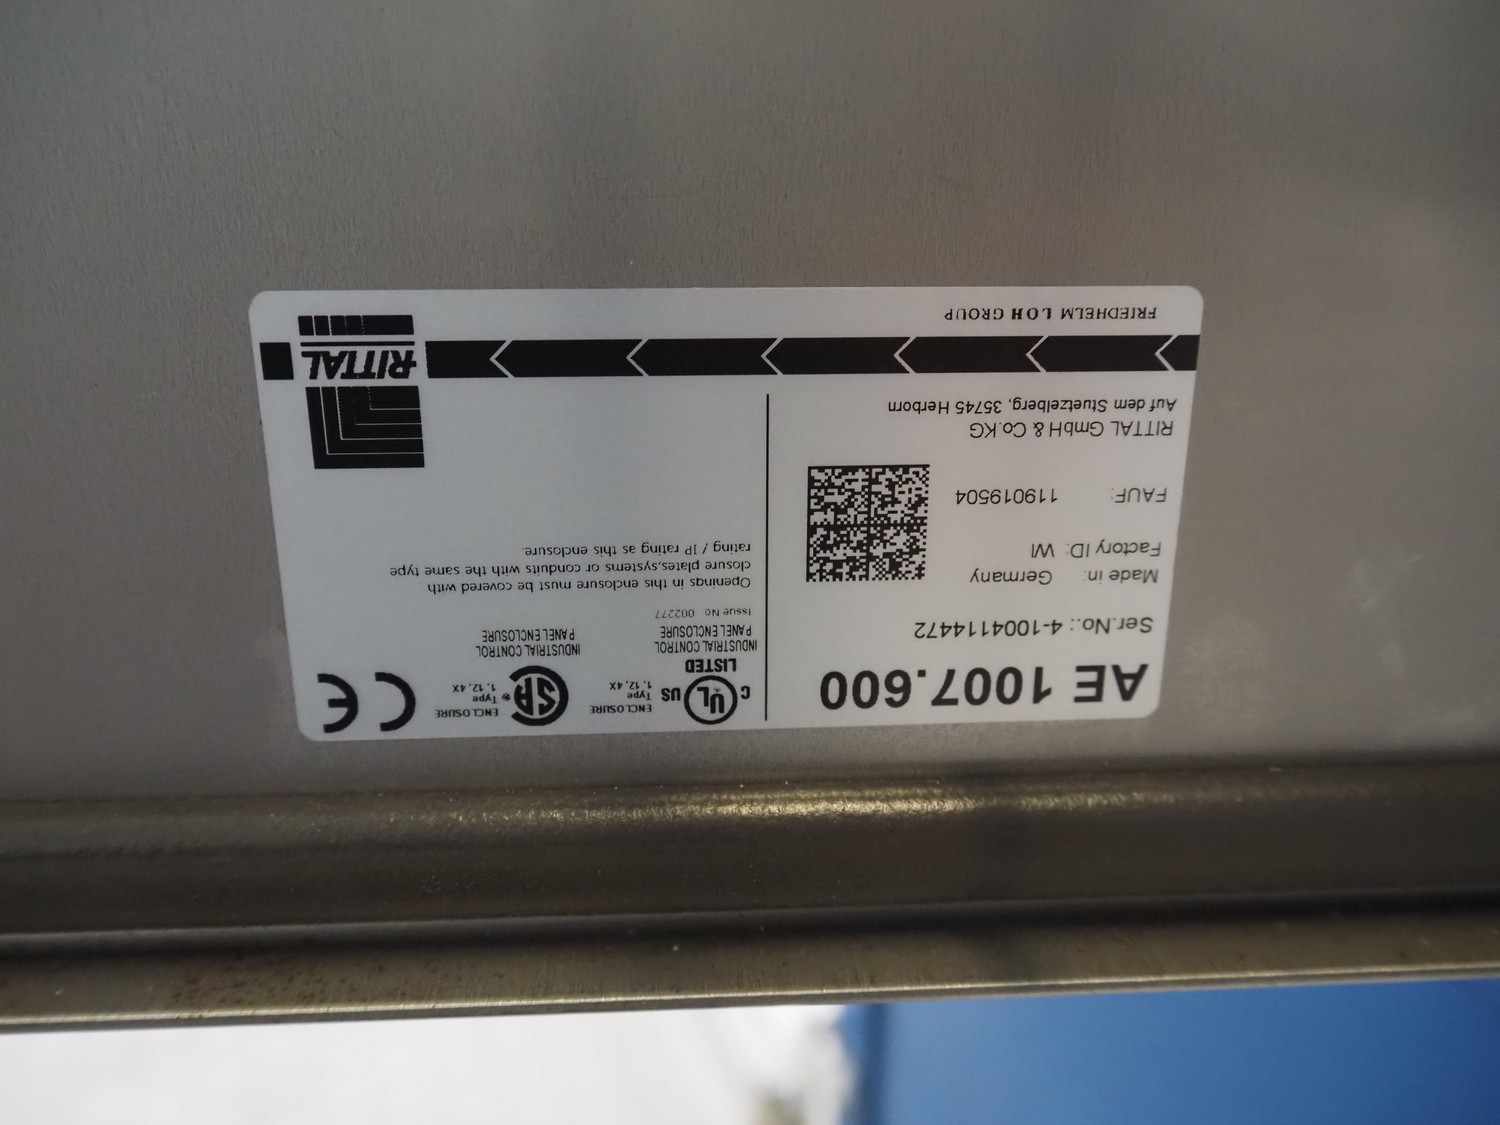 AE 1007.600
Ser.No.: 4-1004114472
Made in: Germany
Factory ID: WI
FAUF: 119019504
RITTAL GmbH & Co.KG
Auf dem Stuetzelberg, 35745 Herborn
C UL US
LISTED
ENCLOSURE
Type
1, 12, 4X
INDUSTRIAL CONTROL
PANEL ENCLOSURE
Issue No 002277
SA
ENCLOSURE
Type
1, 12, 4X
INDUSTRIAL CONTROL
PANEL ENCLOSURE
CE
Openings in this enclosure must be covered with
closure plates,systems or conduits with the same type
rating / IP rating as this enclosure.
RITTAL
FRIEDHELM LOH GROUP